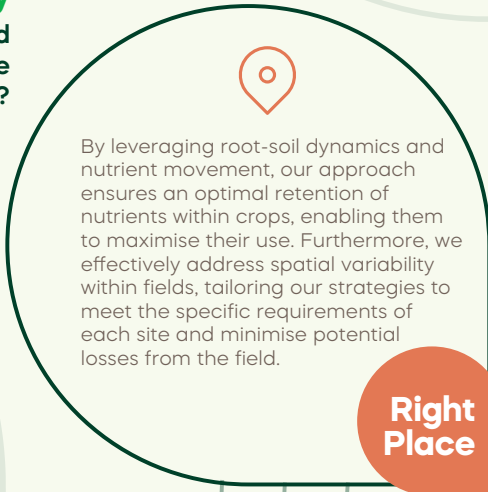 d
e
?
By leveraging root-soil dynamics and
nutrient movement, our approach
ensures an optimal retention of
nutrients within crops, enabling them
to maximise their use. Furthermore, we
effectively address spatial variability
within fields, tailoring our strategies to
meet the specific requirements of
each site and minimise potential
losses from the field.
Right
Place